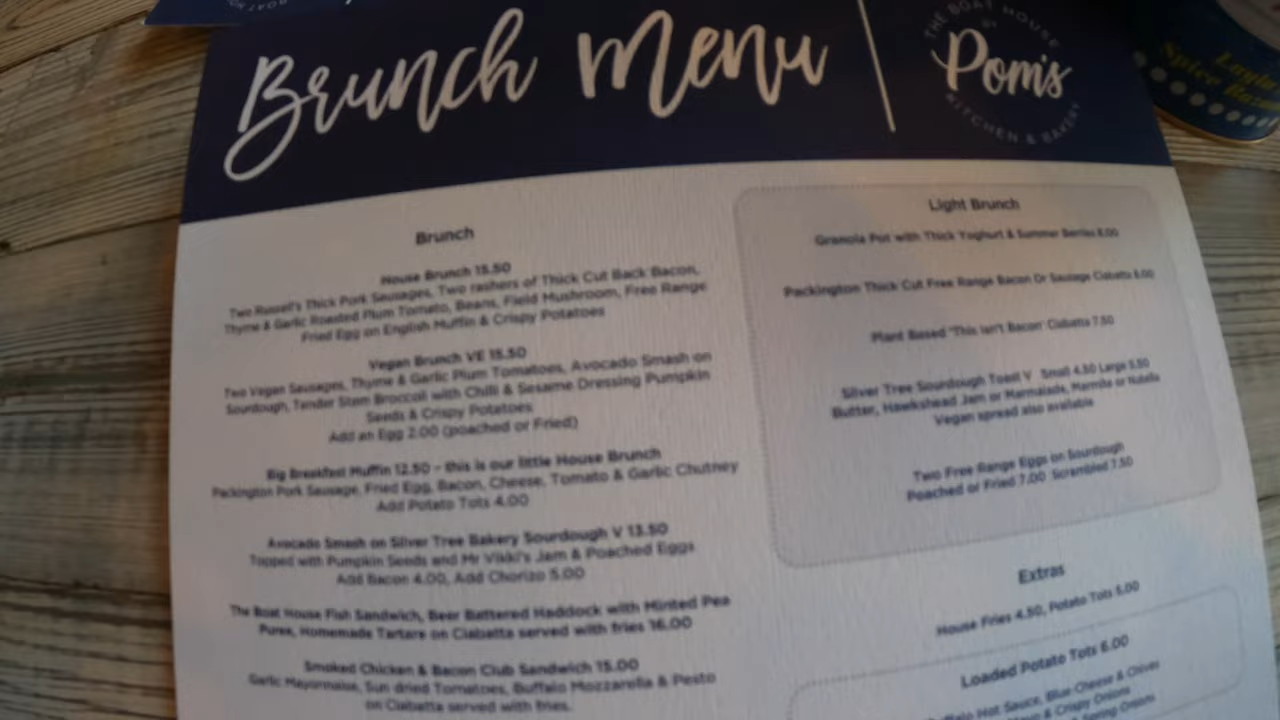 Brunch Menu
THE BOAT HOUSE
BY
Pom's
KITCHEN & BAKERY
Brunch
House Brunch 15.50
Two Russell's Thick Pork Sausages, Two rashers of Thick Cut Back Bacon,
Thyme & Garlic Roasted Plum Tomato, Beans, Field Mushroom, Free Range
Fried Egg on English Muffin & Crispy Potatoes
Vegan Brunch VE 15.50
Two Vegan Sausages, Thyme & Garlic Plum Tomatoes, Avocado Smash on
Sourdough, Tender Stem Broccoli with Chilli & Sesame Dressing Pumpkin
Seeds & Crispy Potatoes
Add an Egg 2.00 (poached or Fried)
Big Breakfast Muffin 12.50 - this is our little House Brunch
Packington Pork Sausage, Fried Egg, Bacon, Cheese, Tomato & Garlic Chutney
Add Potato Tots 4.00
Avocado Smash on Silver Tree Bakery Sourdough V 13.50
Topped with Pumpkin Seeds and Mr Vikki's Jam & Poached Eggs
Add Bacon 4.00, Add Chorizo 5.00
The Boat House Fish Sandwich, Beer Battered Haddock with Minted Pea
Puree, Homemade Tartare on Ciabatta served with fries 16.00
Smoked Chicken & Bacon Club Sandwich 15.00
Garlic Mayonnaise, Sun dried Tomatoes, Buffalo Mozzarella & Pesto
on Ciabatta served with fries.
Light Brunch
Granola Pot with Thick Yoghurt & Summer Berries 8.00
Packington Thick Cut Free Range Bacon Or Sausage Ciabatta 8.00
Plant Based 'This Isn't Bacon' Ciabatta 7.50
Silver Tree Sourdough Toast V Small 4.50 Large 5.50
Butter, Hawkshead Jam or Marmalade, Marmite or Nutella
Vegan spread also available
Two Free Range Eggs on Sourdough
Poached or Fried 7.00 Scrambled 7.50
Extras
House Fries 4.50, Potato Tots 5.00
Loaded Potato Tots 6.00
Hot Sauce, Blue Cheese & Chives
& Crispy Onions
Spring Onions